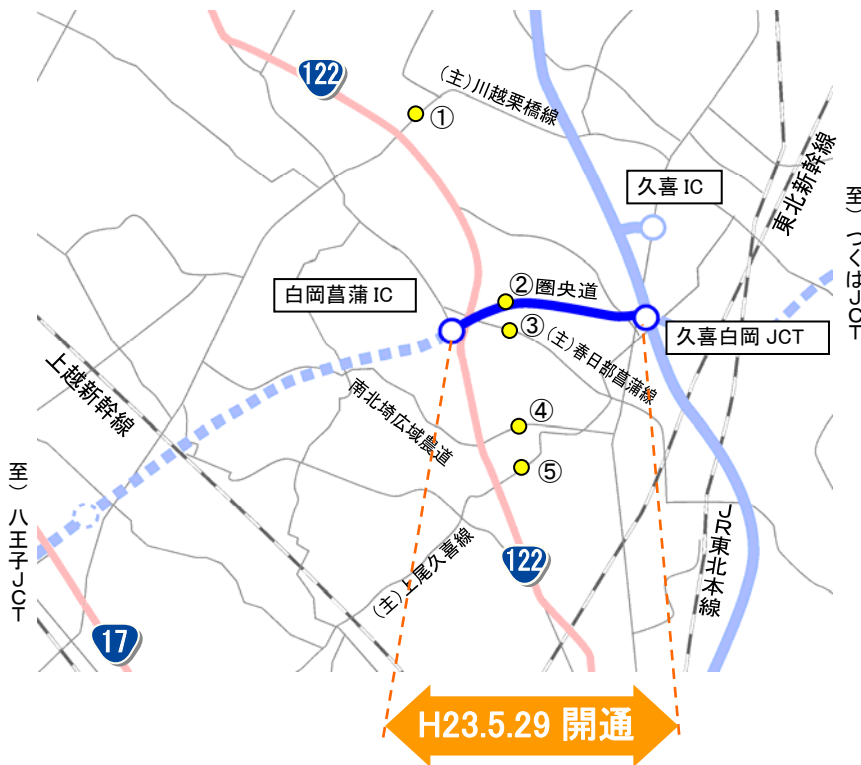 122
(主)川越栗橋線
①
久喜 IC
東北新幹線
至）つくばJCT
白岡菖蒲 IC
②
圏央道
③
(主)春日部菖蒲線
久喜白岡 JCT
上越新幹線
南北埼広域農道
④
⑤
至）八王子JCT
(主)上尾久喜線
122
JR東北本線
17
H23.5.29 開通